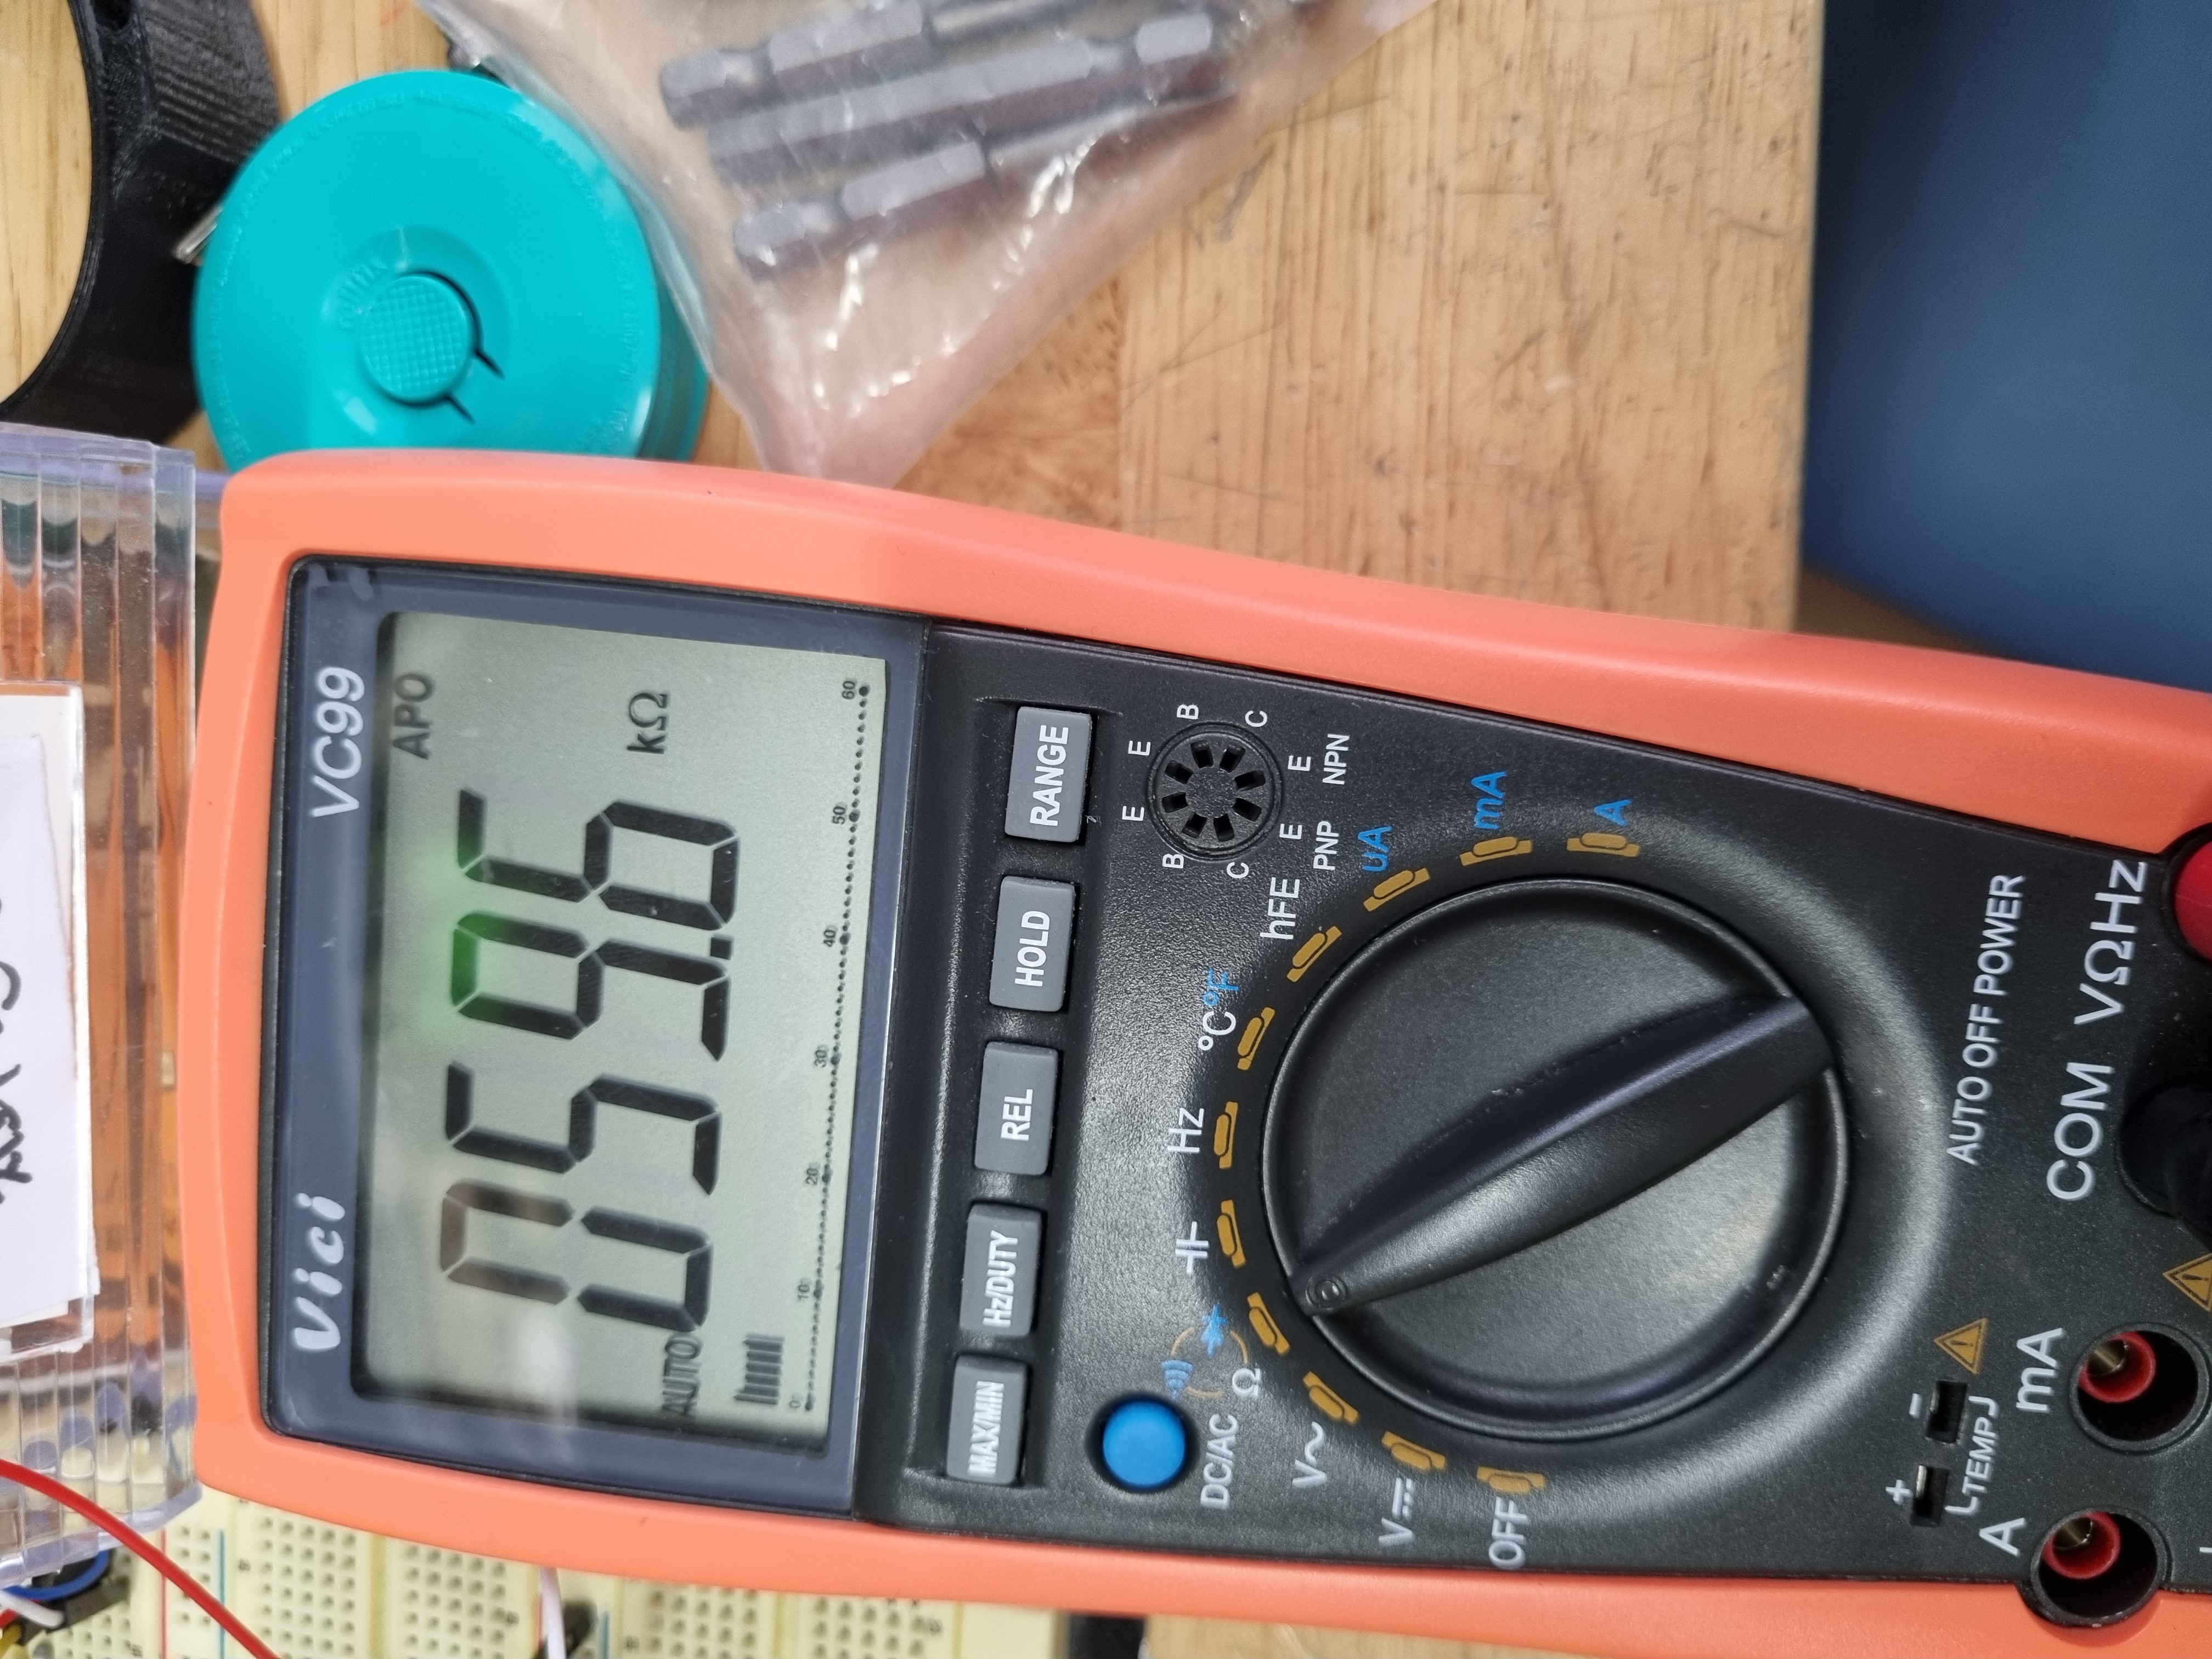 Vici VC99
APO
059.6 kΩ
AUTO
0 10 20 30 40 50 60
MAX/MIN Hz/DUTY REL HOLD RANGE
DC/AC
Ω Hz °C°F
hFE
E E
B B
C C
E E
PNP NPN
V~
V⎓
OFF
uA
mA
A
+ -
TEMP
AUTO OFF POWER
A mA COM VΩHz